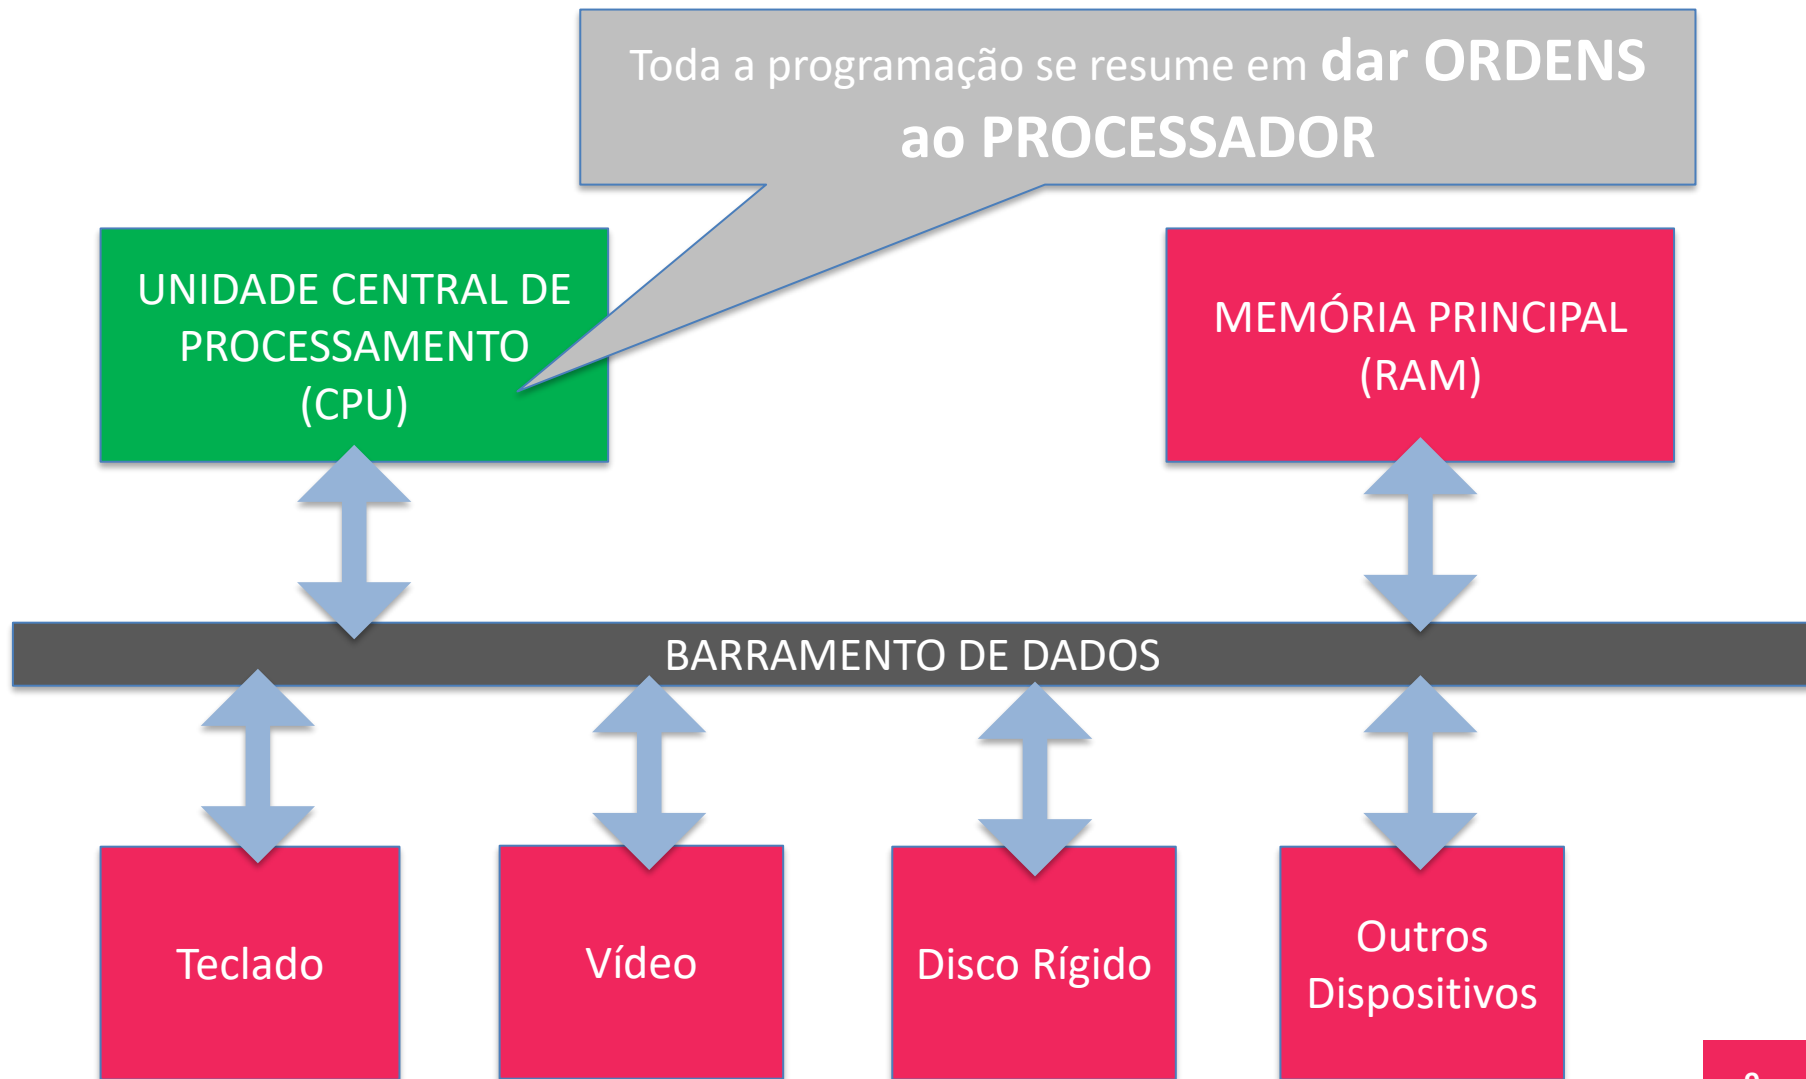 Toda a programação se resume em dar ORDENS
ao PROCESSADOR
UNIDADE CENTRAL DE
PROCESSAMENTO
(CPU)
MEMÓRIA PRINCIPAL
(RAM)
BARRAMENTO DE DADOS
Teclado
Vídeo
Disco Rígido
Outros
Dispositivos